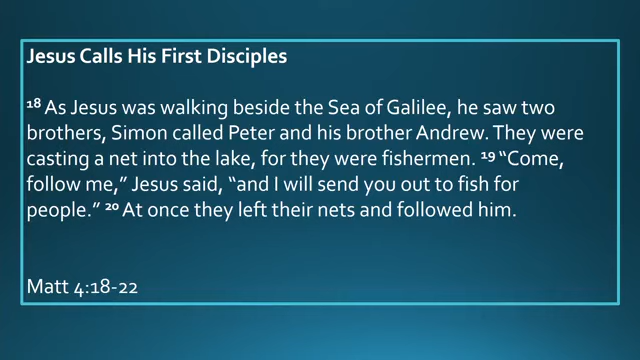 Jesus Calls His First Disciples
18 As Jesus was walking beside the Sea of Galilee, he saw two
brothers, Simon called Peter and his brother Andrew. They were
casting a net into the lake, for they were fishermen. 19 “Come,
follow me,” Jesus said, “and I will send you out to fish for
people.” 20 At once they left their nets and followed him.
Matt 4:18-22